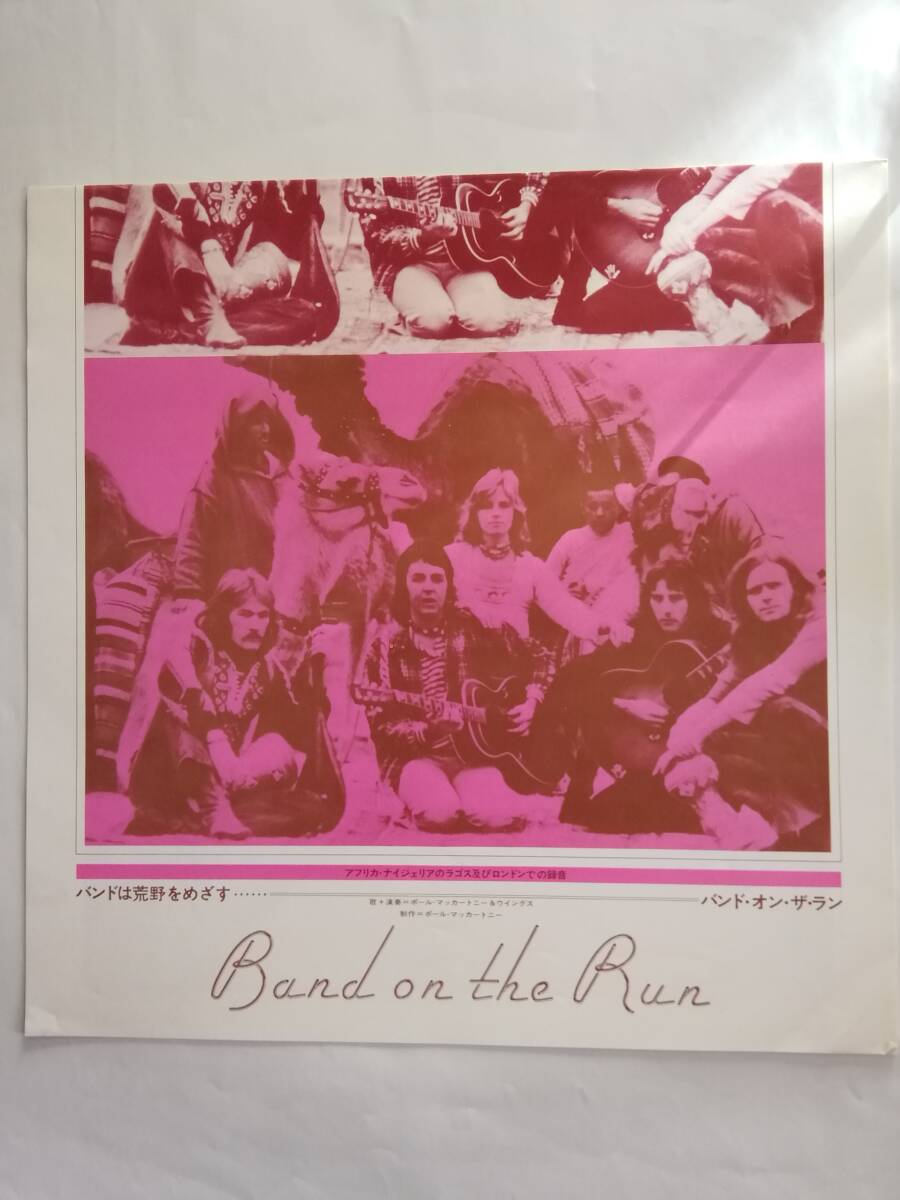 アフリカ・ナイジェリアのラゴス及びロンドンでの録音
バンドは荒野をめざす‥‥‥
バンド・オン・ザ・ラン
歌+演奏=ポール・マッカートニー&ウイングス
制作=ポール・マッカートニー
Band on the Run